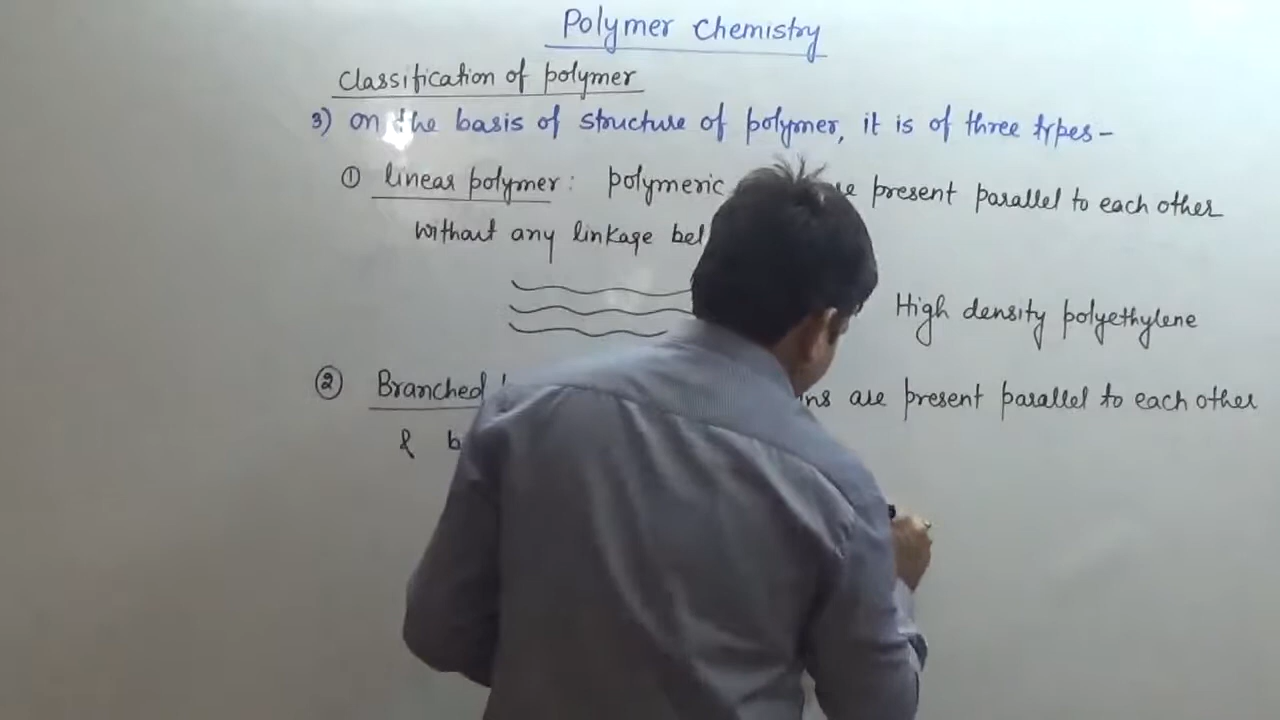 Polymer Chemistry
Classification of polymer
3) on the basis of structure of polymer, it is of three types-
① linear polymer: polymeric present parallel to each other
without any linkage
High density polyethylene
② Branched are present parallel to each other
&